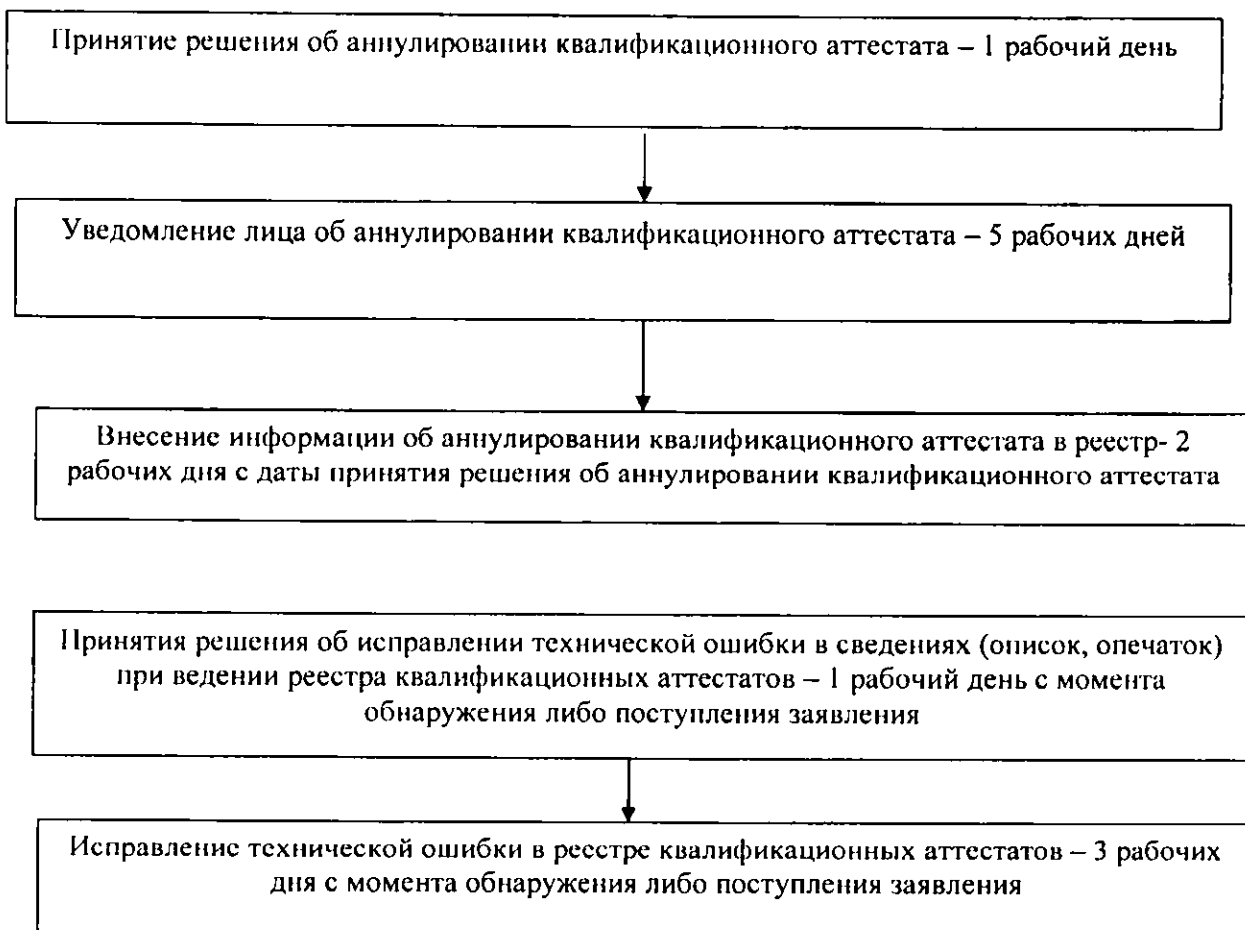 Принятие решения об аннулировании квалификационного аттестата – 1 рабочий день
Уведомление лица об аннулировании квалификационного аттестата – 5 рабочих дней
Внесение информации об аннулировании квалификационного аттестата в реестр- 2
рабочих дня с даты принятия решения об аннулировании квалификационного аттестата
Принятия решения об исправлении технической ошибки в сведениях (описок, опечаток)
при ведении реестра квалификационных аттестатов – 1 рабочий день с момента
обнаружения либо поступления заявления
Исправление технической ошибки в реестре квалификационных аттестатов – 3 рабочих
дня с момента обнаружения либо поступления заявления